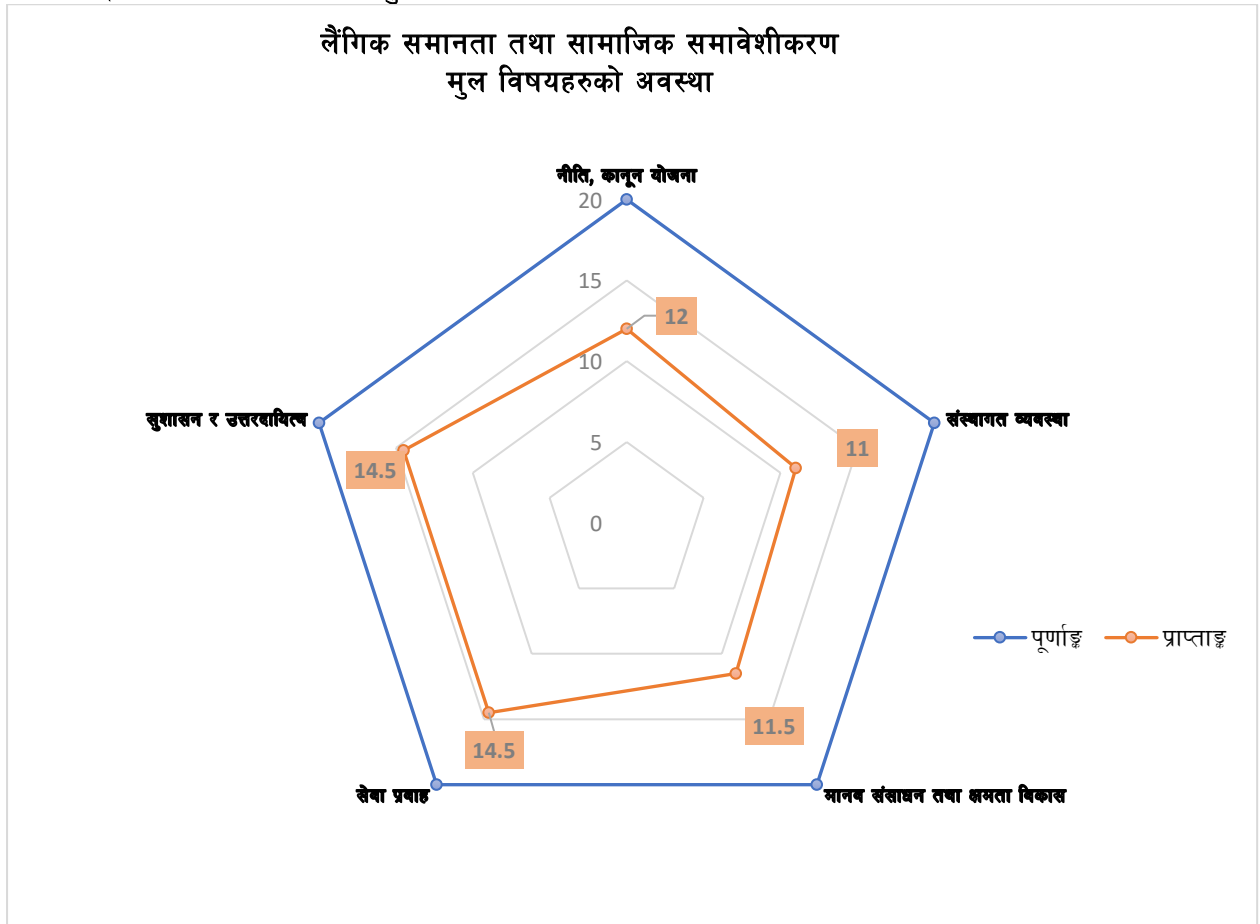 लैंगिक समानता तथा सामाजिक समावेशीकरण
मुल विषयहरुको अवस्था
नीति, कानून योजना
20
15
12
10
संस्थागत व्यवस्था
सुशासन र उत्तरदायित्व
11
14.5
5
0
पूर्णाङ्क
प्राप्ताङ्क
11.5
14.5
सेवा प्रवाह
मानव संसाधन तथा क्षमता विकास